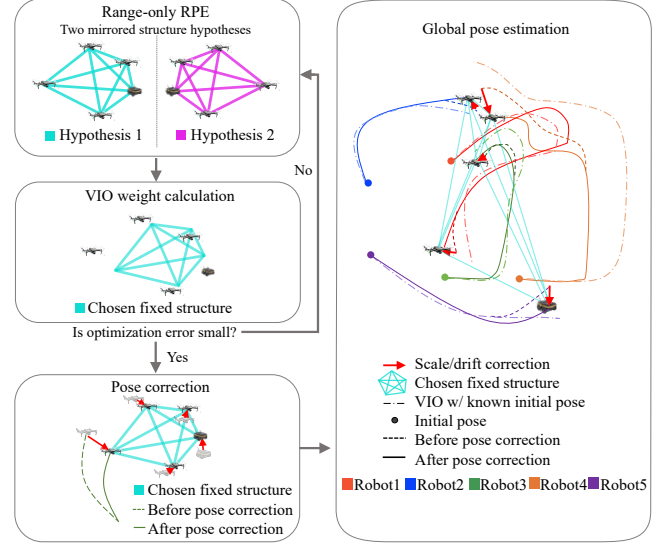 Range-only RPE
Two mirrored structure hypotheses
Hypothesis 1
Hypothesis 2
No
VIO weight calculation
Chosen fixed structure
Is optimization error small?
Yes
Pose correction
Chosen fixed structure
Before pose correction
After pose correction
Global pose estimation
Scale/drift correction
Chosen fixed structure
VIO w/ known initial pose
Initial pose
Before pose correction
After pose correction
Robot1 Robot2 Robot3 Robot4 Robot5